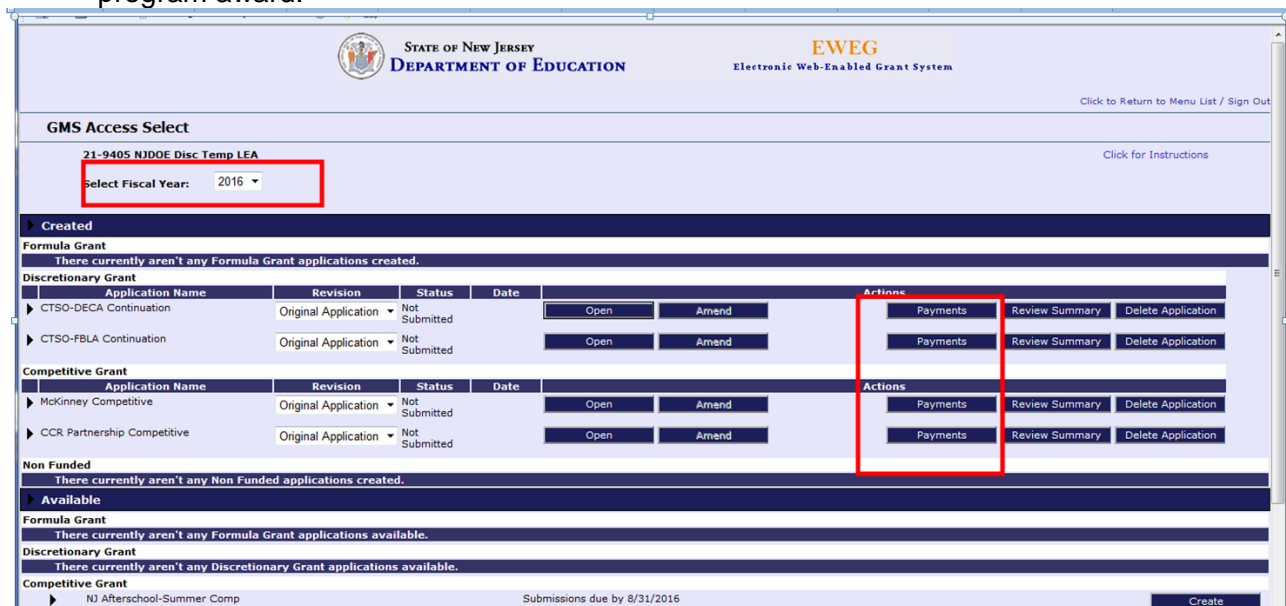 program award.
STATE OF NEW JERSEY
DEPARTMENT OF EDUCATION
EWEG
Electronic Web-Enabled Grant System
Click to Return to Menu List / Sign Out
GMS Access Select
21-9405 NJDOE Disc Temp LEA
Click for Instructions
Select Fiscal Year: 2016
Created
Formula Grant
There currently aren't any Formula Grant applications created.
Discretionary Grant
Application Name Revision Status Date Actions
CTSO-DECA Continuation Original Application Not Submitted Open Amend Payments Review Summary Delete Application
CTSO-FBLA Continuation Original Application Not Submitted Open Amend Payments Review Summary Delete Application
Competitive Grant
Application Name Revision Status Date Actions
McKinney Competitive Original Application Not Submitted Open Amend Payments Review Summary Delete Application
CCR Partnership Competitive Original Application Not Submitted Open Amend Payments Review Summary Delete Application
Non Funded
There currently aren't any Non Funded applications created.
Available
Formula Grant
There currently aren't any Formula Grant applications available.
Discretionary Grant
There currently aren't any Discretionary Grant applications available.
Competitive Grant
NJ Afterschool-Summer Comp Submissions due by 8/31/2016 Create